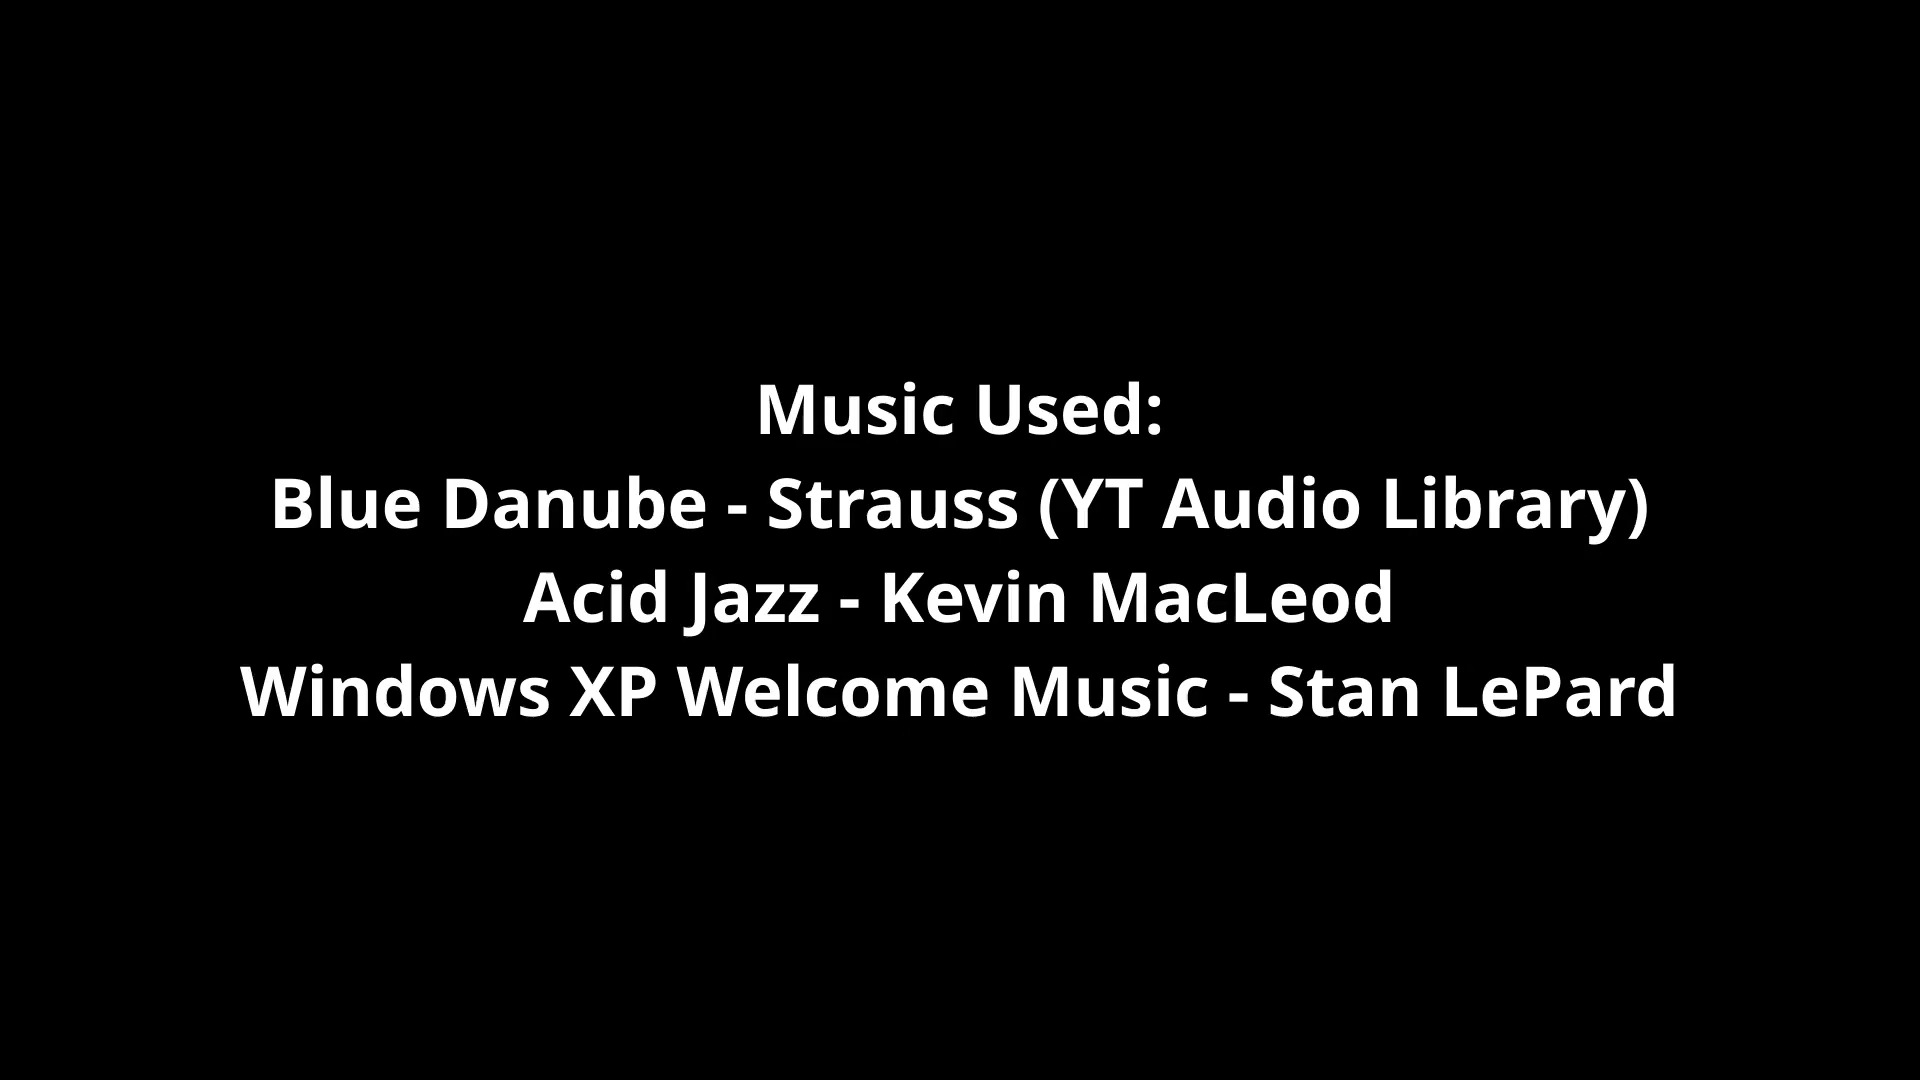 Music Used:
Blue Danube - Strauss (YT Audio Library)
Acid Jazz - Kevin MacLeod
Windows XP Welcome Music - Stan LePard